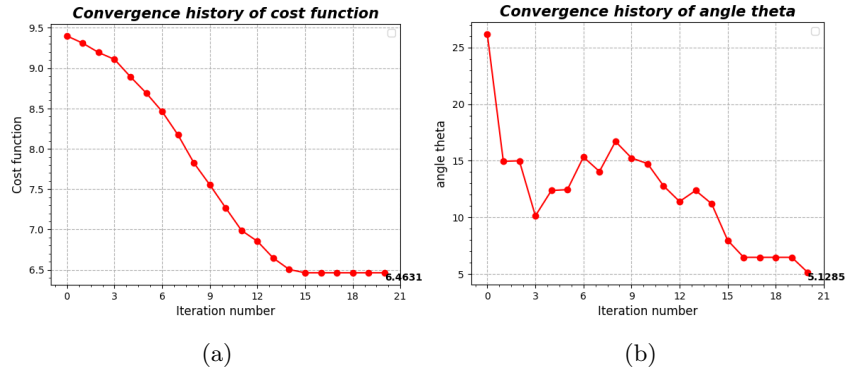 Convergence history of cost function
9.5
9.0
8.5
8.0
7.5
7.0
6.5
Cost function
0 3 6 9 12 15 18 21
Iteration number
6.4631
(a)
Convergence history of angle theta
25
20
15
10
5
angle theta
0 3 6 9 12 15 18 21
Iteration number
5.1285
(b)